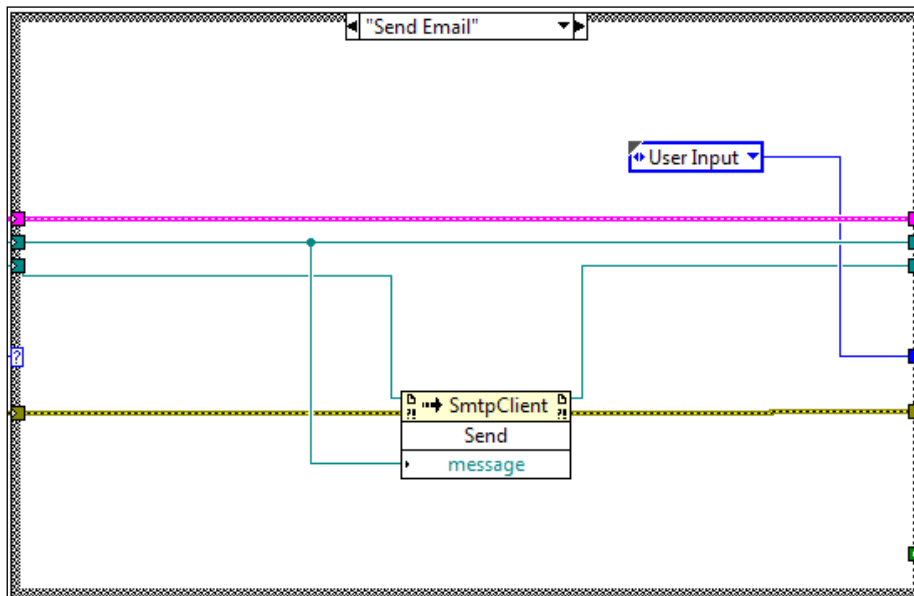 "Send Email"
User Input
?
SmtpClient
Send
message